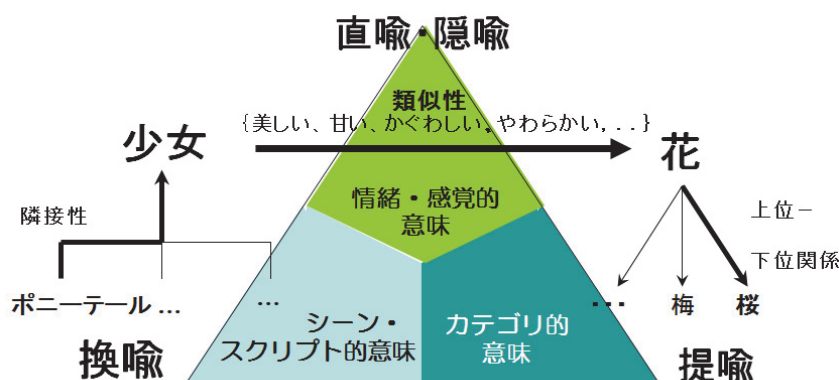 直喩・隠喩
類似性
{美しい、甘い、かぐわしい, やわらかい, . . }
少女
花
情緒・感覚的
意味
隣接性
上位－
下位関係
ポニーテール …
…
…
梅
桜
シーン・
スクリプト的意味
カテゴリ的
意味
換喩
提喩